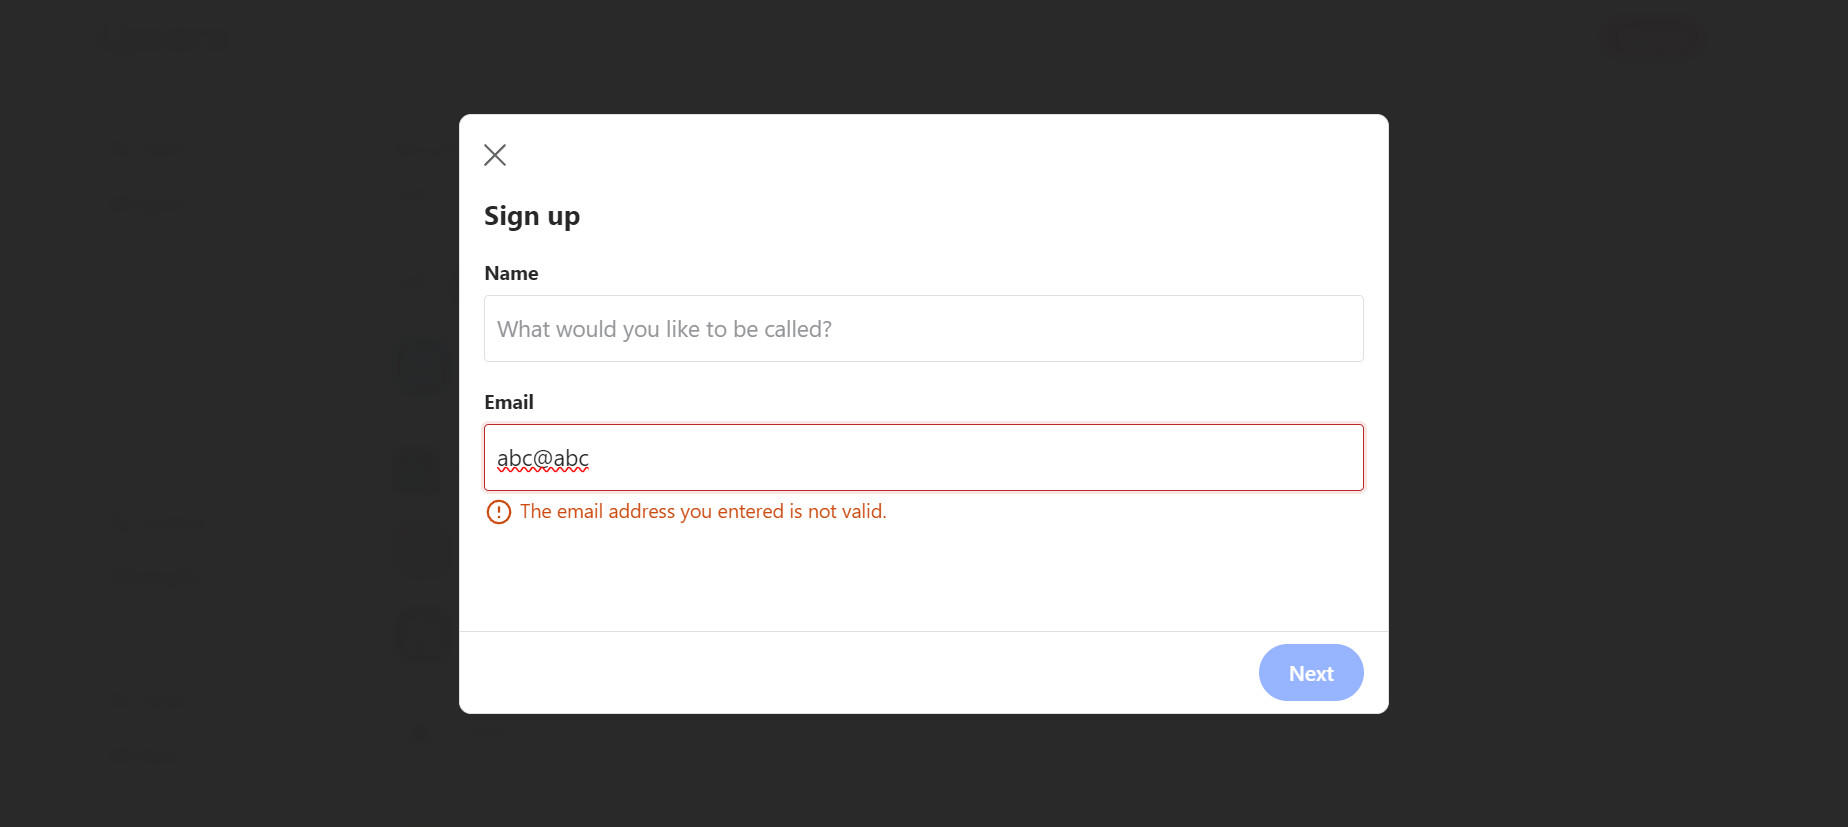 Sign up
Name
What would you like to be called?
Email
abc@abc
The email address you entered is not valid.
Next